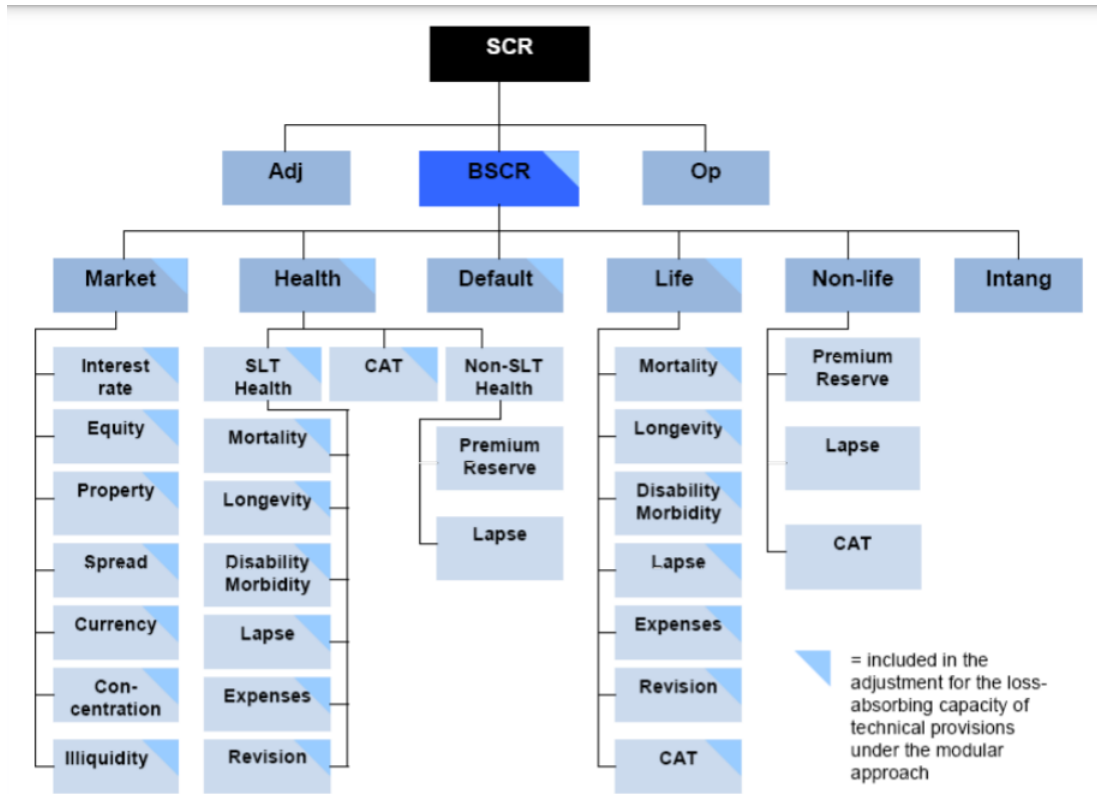 SCR
Adj
BSCR
Op
Market
Health
Default
Life
Non-life
Intang
Interest
rate
Equity
Property
Spread
Currency
Con-
centration
Illiquidity
SLT
Health
CAT
Non-SLT
Health
Mortality
Longevity
Disability
Morbidity
Lapse
Expenses
Revision
Premium
Reserve
Lapse
Mortality
Longevity
Disability
Morbidity
Lapse
Expenses
Revision
CAT
Premium
Reserve
Lapse
CAT
= included in the
adjustment for the loss-
absorbing capacity of
technical provisions
under the modular
approach